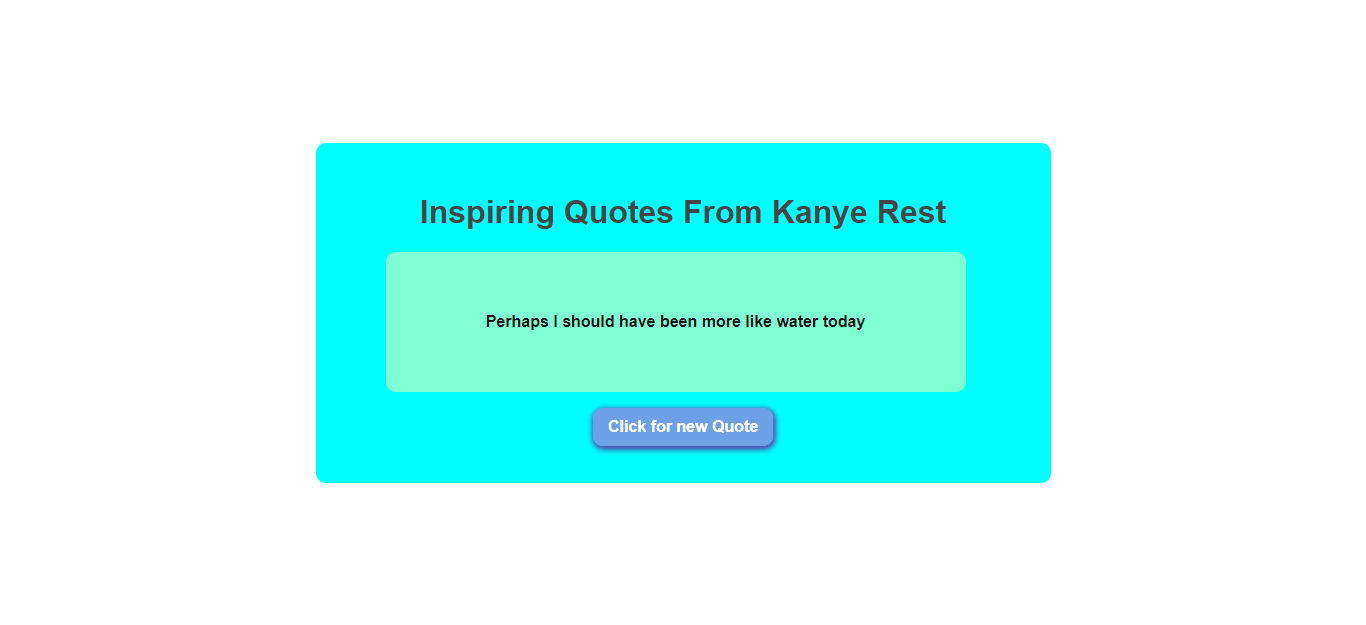 Inspiring Quotes From Kanye Rest
Perhaps I should have been more like water today
Click for new Quote